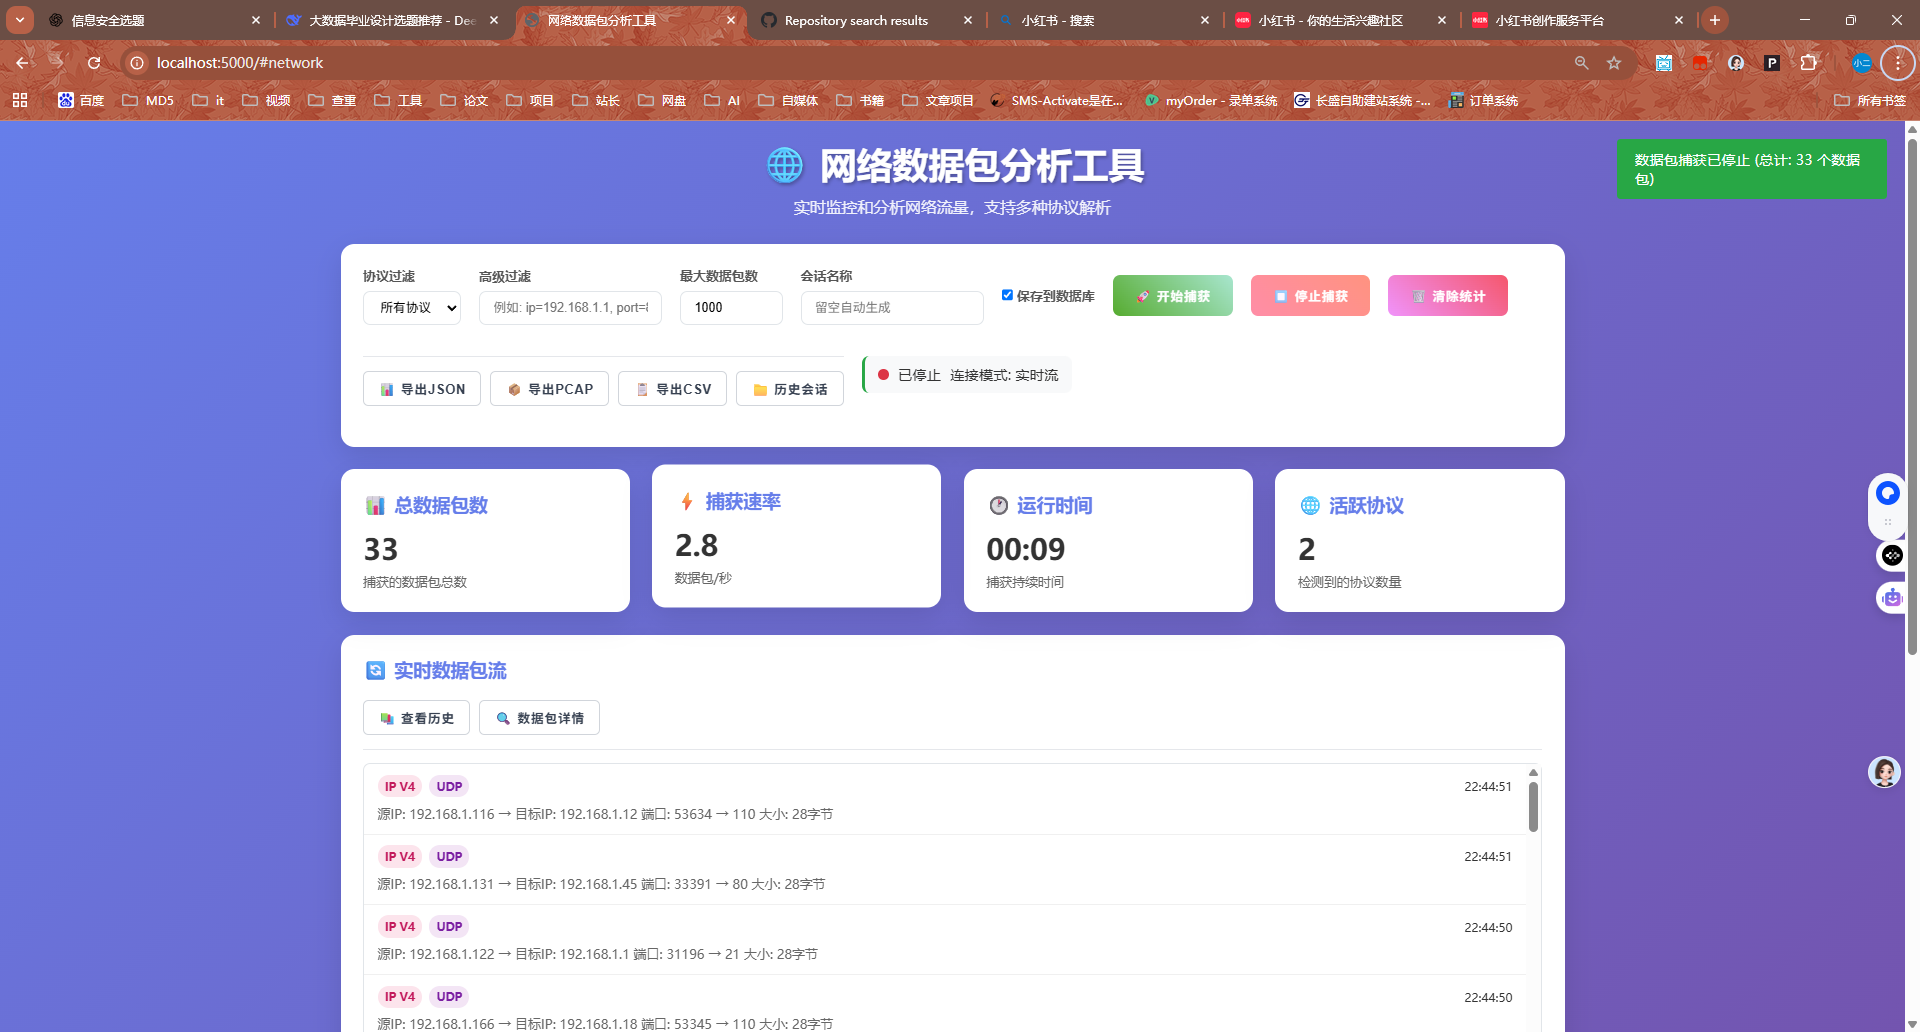 信息安全选题
大数据毕业设计选题推荐 - Dee
网络数据包分析工具
Repository search results
小红书 - 搜索
小红书 - 你的生活兴趣社区
小红书创作服务平台
localhost:5000/#network
小二
百度
MD5
it
视频
查重
工具
论文
项目
站长
网盘
AI
自媒体
书籍
文章项目
SMS-Activate是在...
myOrder - 录单系统
长盛自助建站系统 -...
订单系统
所有书签
网络数据包分析工具
实时监控和分析网络流量，支持多种协议解析
数据包捕获已停止 (总计: 33 个数据
包)
协议过滤
高级过滤
最大数据包数
会话名称
所有协议
例如: ip=192.168.1.1, port=8
1000
留空自动生成
保存到数据库
开始捕获
停止捕获
清除统计
导出JSON
导出PCAP
导出CSV
历史会话
已停止 连接模式: 实时流
总数据包数
33
捕获的数据包总数
捕获速率
2.8
数据包/秒
运行时间
00:09
捕获持续时间
活跃协议
2
检测到的协议数量
实时数据包流
查看历史
数据包详情
IP V4 UDP 22:44:51
源IP: 192.168.1.116 → 目标IP: 192.168.1.12 端口: 53634 → 110 大小: 28字节
IP V4 UDP 22:44:51
源IP: 192.168.1.131 → 目标IP: 192.168.1.45 端口: 33391 → 80 大小: 28字节
IP V4 UDP 22:44:50
源IP: 192.168.1.122 → 目标IP: 192.168.1.1 端口: 31196 → 21 大小: 28字节
IP V4 UDP 22:44:50
源IP: 192.168.1.166 → 目标IP: 192.168.1.18 端口: 53345 → 110 大小: 28字节